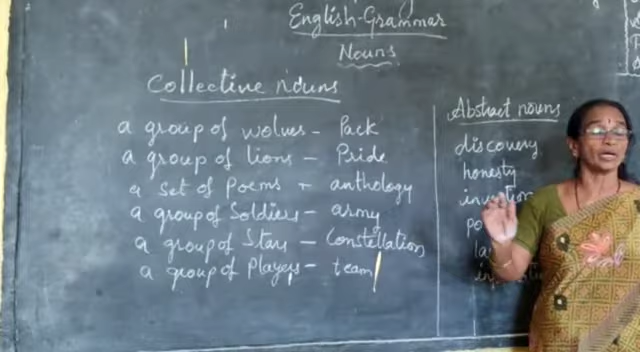 English-Grammar
Nouns
Collective nouns
a group of wolves - Pack
a group of lions - Pride
a set of Poems - anthology
a group of Soldiers - army
a group of Stars - Constellation
a group of Players - team
Abstract nouns
discovery
honesty